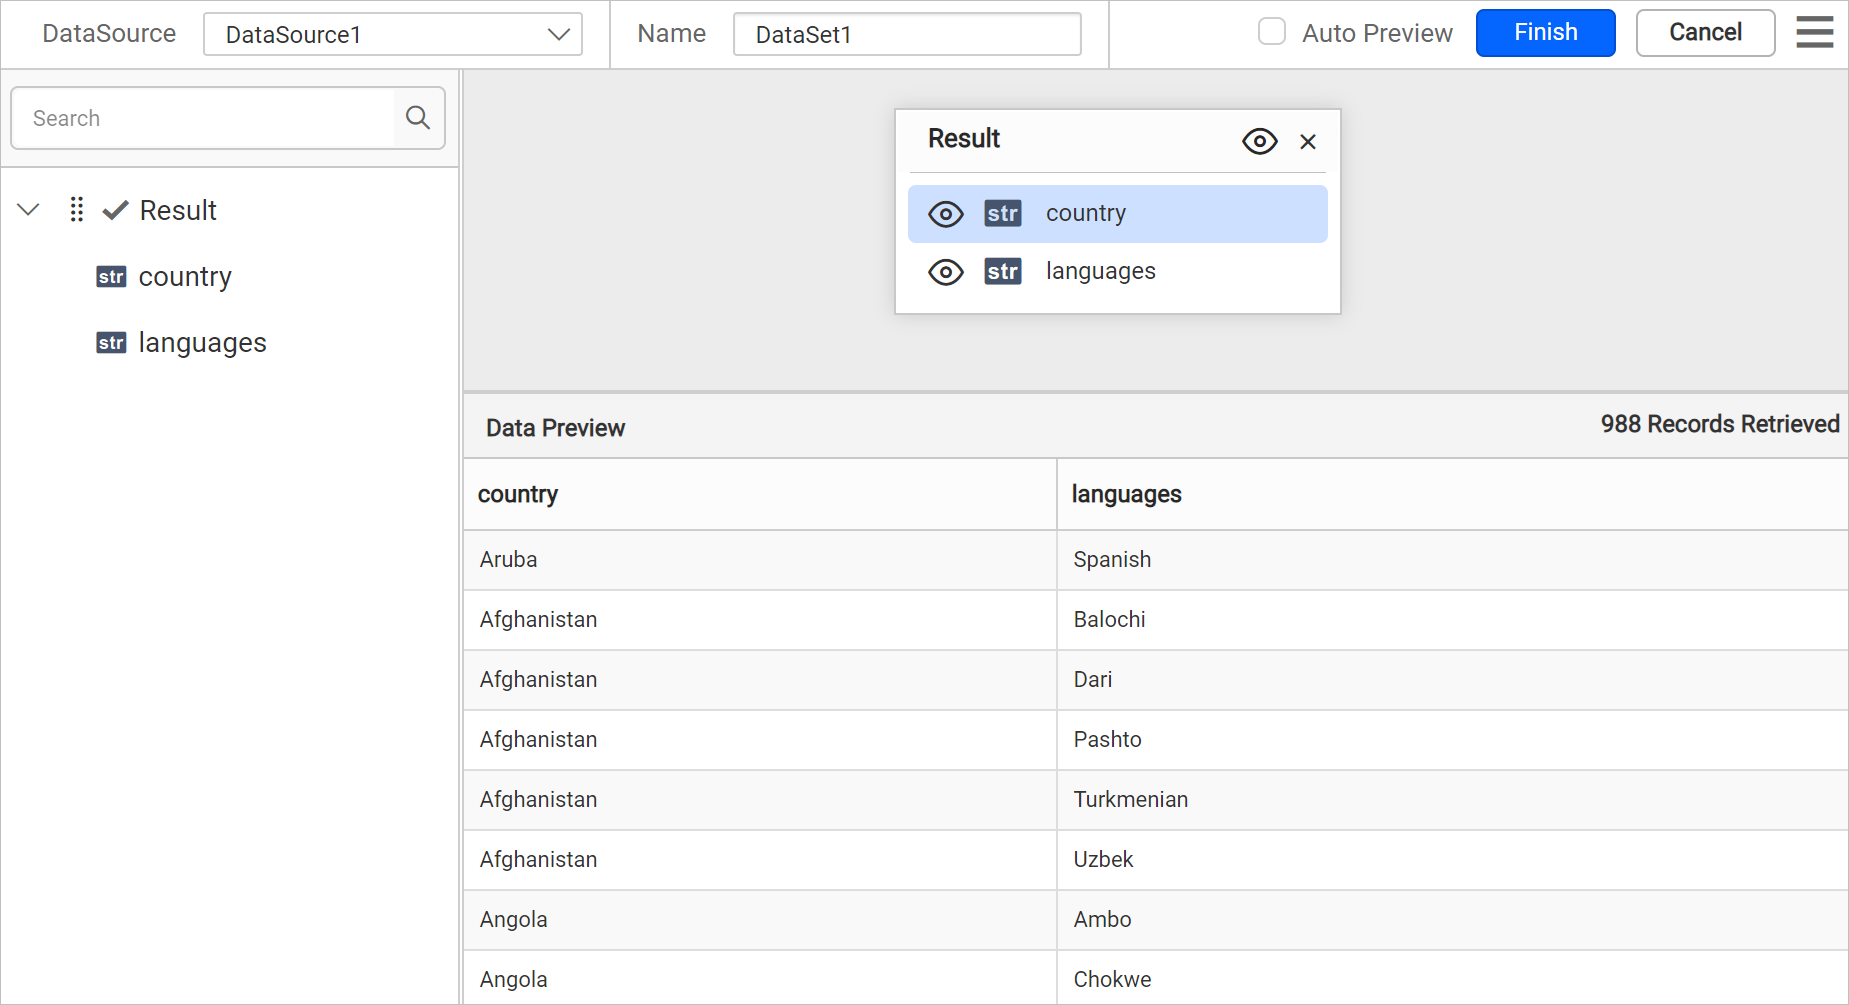 DataSource DataSource1 Name DataSet1 Auto Preview Finish Cancel
Search
Result
str country
str languages
Result
str country
str languages
Data Preview 988 Records Retrieved
country languages
Aruba Spanish
Afghanistan Balochi
Afghanistan Dari
Afghanistan Pashto
Afghanistan Turkmenian
Afghanistan Uzbek
Angola Ambo
Angola Chokwe